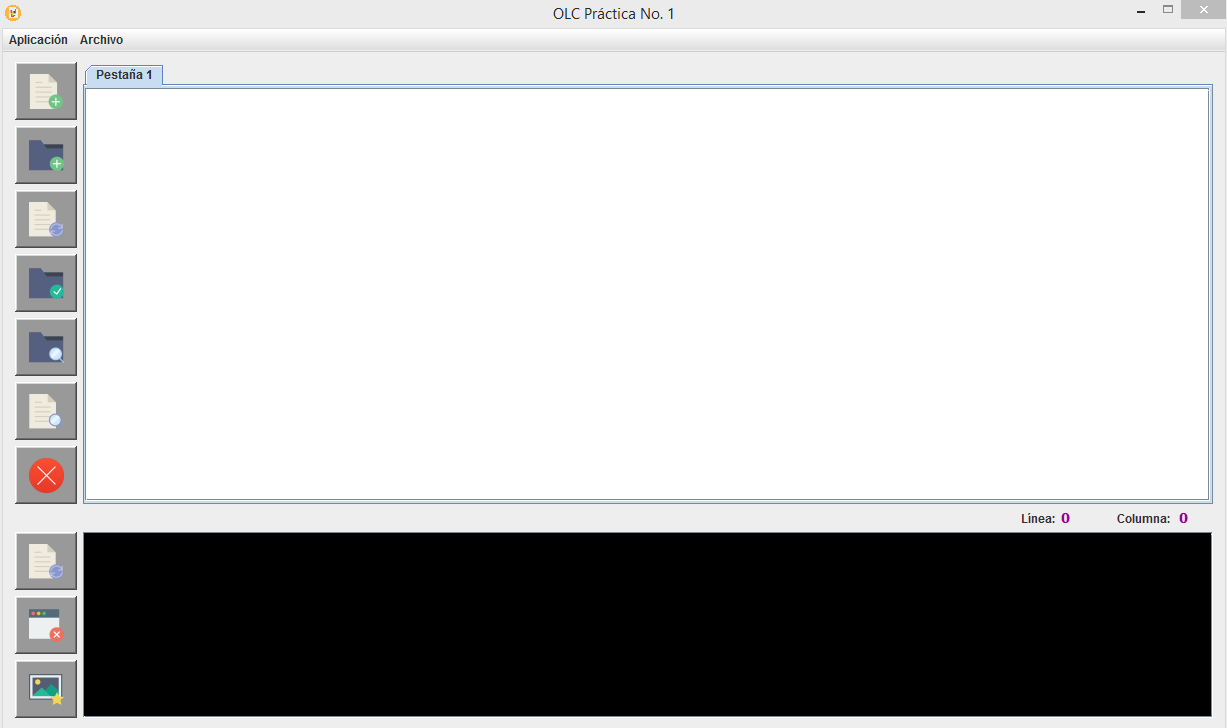 OLC Práctica No. 1
Aplicación Archivo
Pestaña 1
Línea: 0 Columna: 0